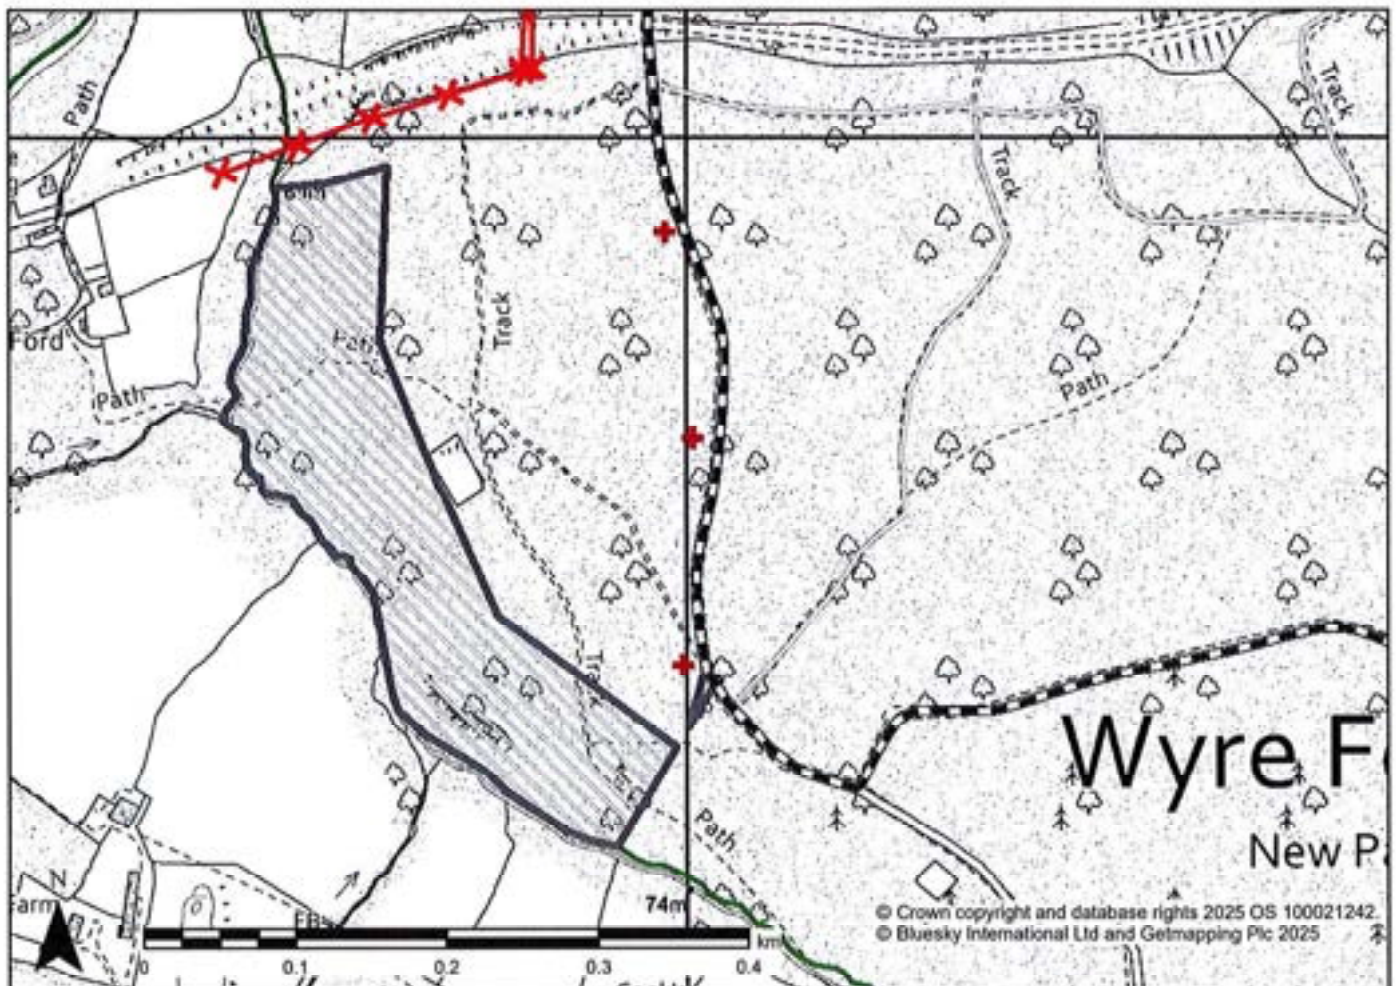 Path
Track
Track
Track
Ford
Path
Path
Path
Track
Wyre F
Path
New P
Path
N
Farm
FB
74m
© Crown copyright and database rights 2025 OS 100021242.
© Bluesky International Ltd and Getmapping Plc 2025
km
0 0.1 0.2 0.3 0.4